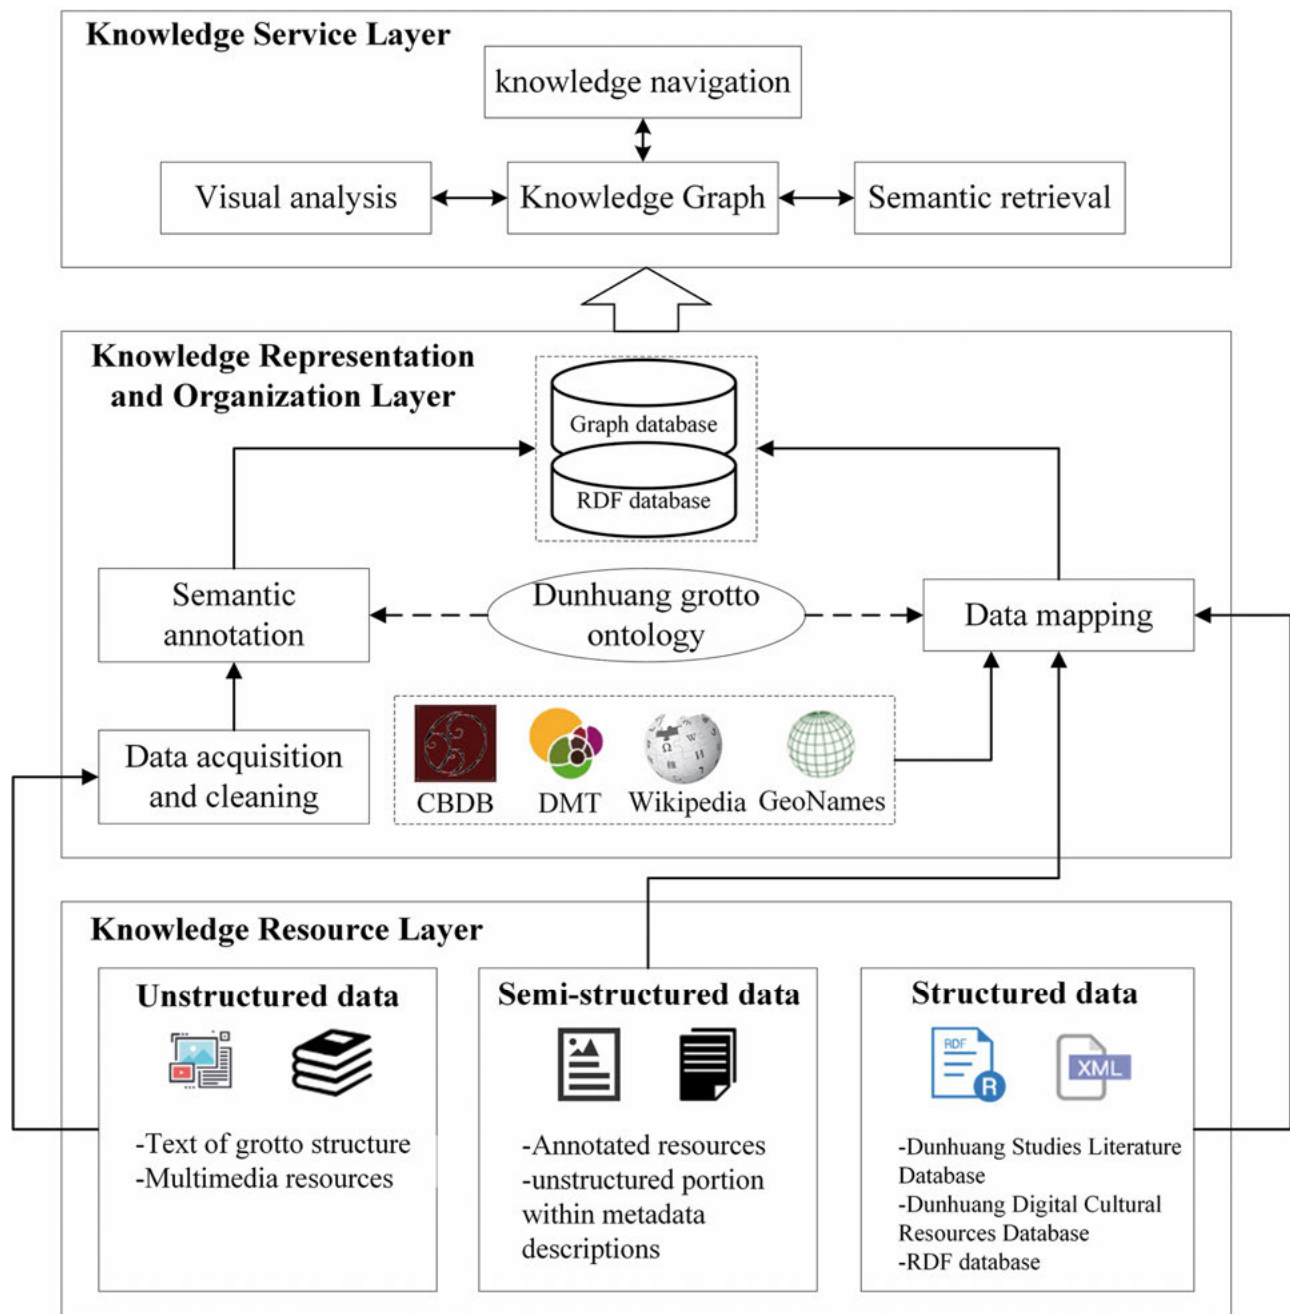 Knowledge Service Layer
knowledge navigation
Visual analysis
Knowledge Graph
Semantic retrieval
Knowledge Representation
and Organization Layer
Graph database
RDF database
Semantic
annotation
Dunhuang grotto
ontology
Data mapping
Data acquisition
and cleaning
CBDB
DMT
Wikipedia
GeoNames
Knowledge Resource Layer
Unstructured data
-Text of grotto structure
-Multimedia resources
Semi-structured data
-Annotated resources
-unstructured portion
within metadata
descriptions
Structured data
RDF
R
XML
-Dunhuang Studies Literature
Database
-Dunhuang Digital Cultural
Resources Database
-RDF database